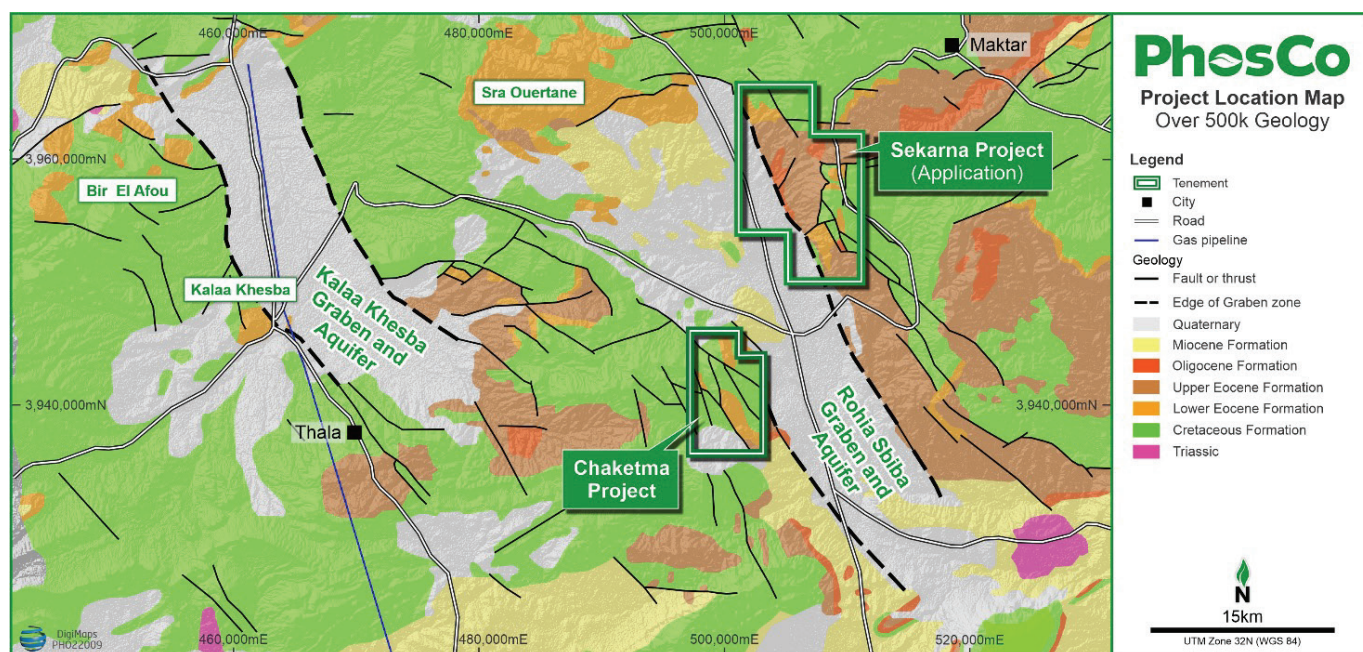 460,000mE
480,000mE
500,000mE
Maktar
Sra Ouertane
3,960,000mN
Sekarna Project
(Application)
Bir El Afou
Kalaa Khesba
Kalaa Khesba
Graben and
Aquifer
3,940,000mN
3,940,000mN
Rohia Sbiba
Graben and
Aquifer
Thala
Chaketma
Project
DigiMaps
PH022009
460,000mE
480,000mE
500,000mE
520,000mE
PhosCo
Project Location Map
Over 500k Geology
Legend
Tenement
City
Road
Gas pipeline
Geology
Fault or thrust
Edge of Graben zone
Quaternary
Miocene Formation
Oligocene Formation
Upper Eocene Formation
Lower Eocene Formation
Cretaceous Formation
Triassic
N
15km
UTM Zone 32N (WGS 84)